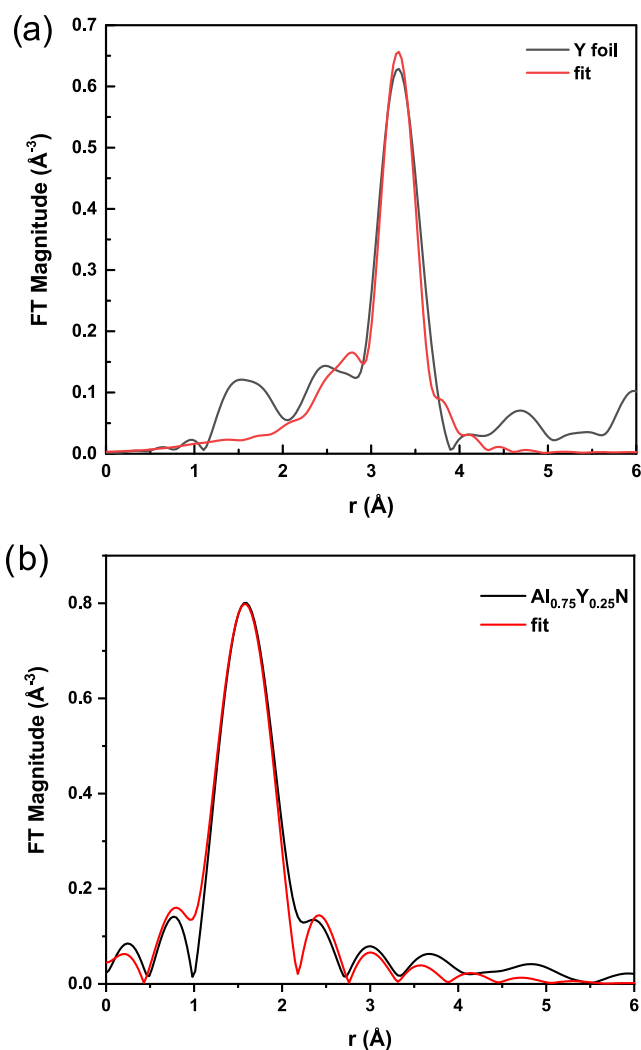 (a)
0.7
0.6
0.5
0.4
0.3
0.2
0.1
0.0
FT Magnitude (Å⁻³)
Y foil
fit
0 1 2 3 4 5 6
r (Å)
(b)
0.8
0.6
0.4
0.2
0.0
FT Magnitude (Å⁻³)
Al₀.₇₅Y₀.₂₅N
fit
0 1 2 3 4 5 6
r (Å)